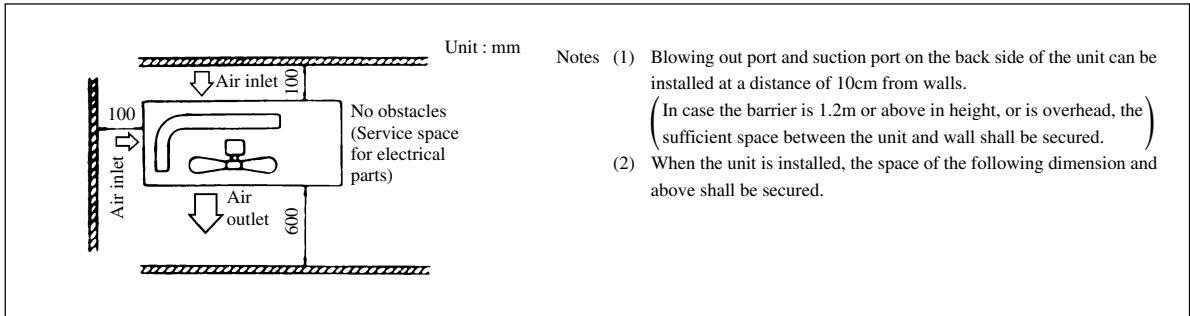 Unit : mm
100
Air inlet
100
Air inlet
No obstacles
(Service space
for electrical
parts)
Air
outlet
600
Notes (1) Blowing out port and suction port on the back side of the unit can be
installed at a distance of 10cm from walls.
(In case the barrier is 1.2m or above in height, or is overhead, the
sufficient space between the unit and wall shall be secured.)
(2) When the unit is installed, the space of the following dimension and
above shall be secured.